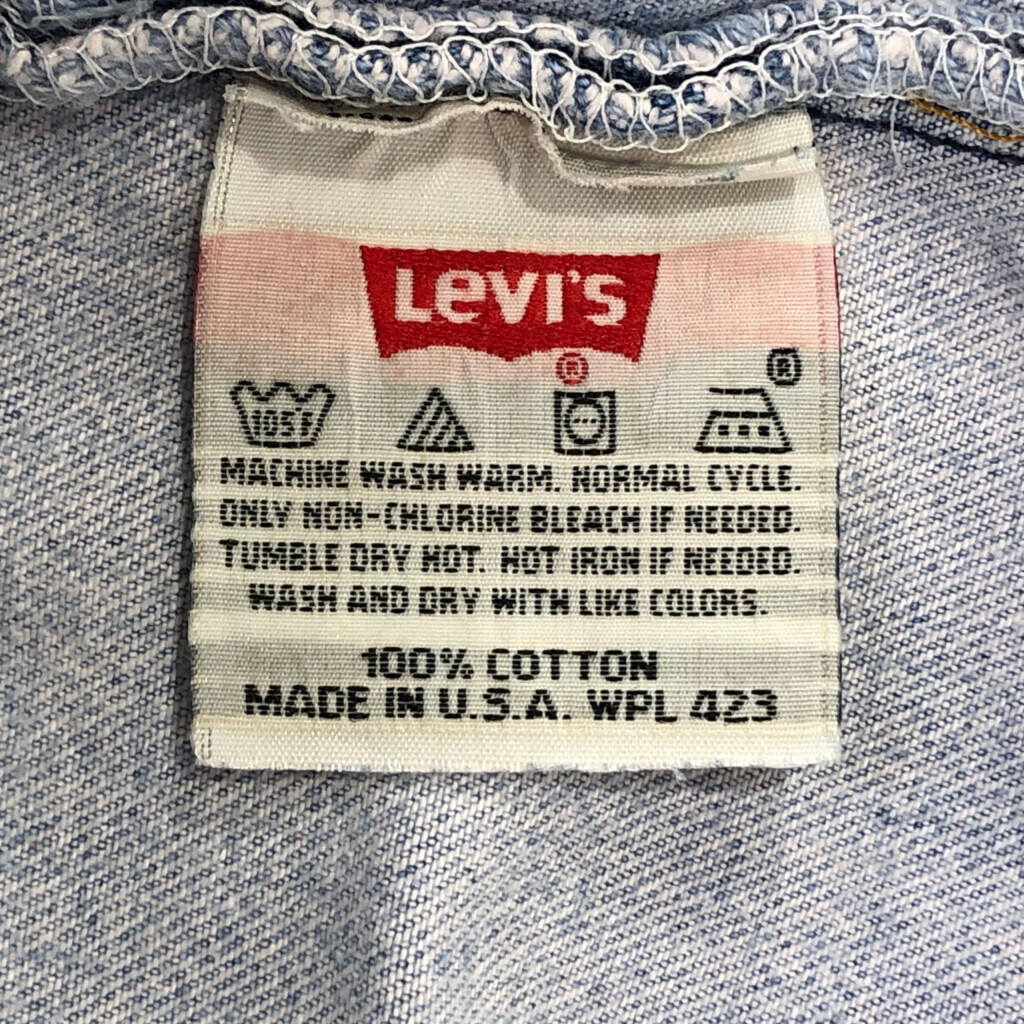 Levi's
®
®
105F
MACHINE WASH WARM. NORMAL CYCLE.
ONLY NON-CHLORINE BLEACH IF NEEDED.
TUMBLE DRY HOT. HOT IRON IF NEEDED.
WASH AND DRY WITH LIKE COLORS.
100% COTTON
MADE IN U.S.A. WPL 423